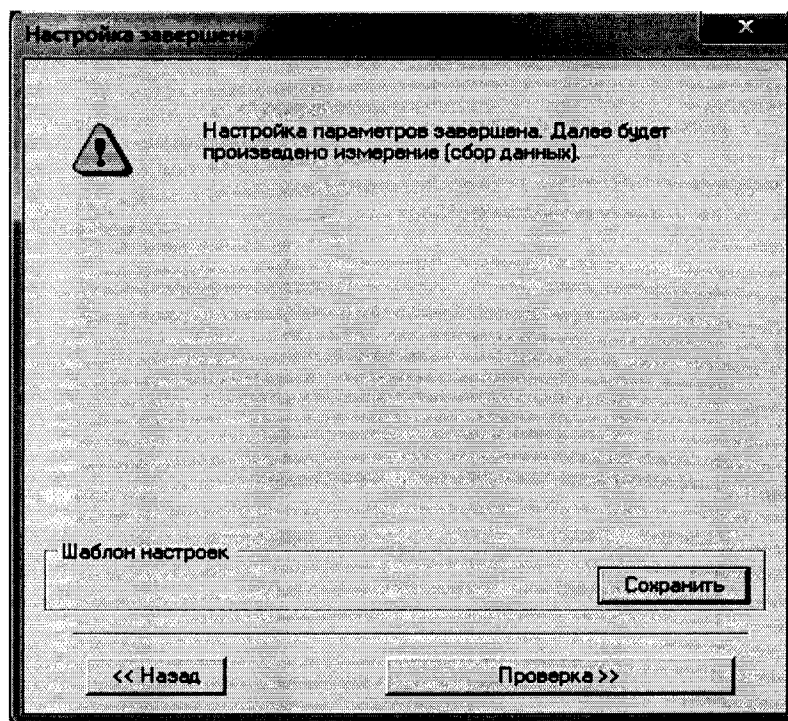 Настройка завершена
Настройка параметров завершена. Далее будет
произведено измерение (сбор данных).
Шаблон настроек
Сохранить
<< Назад
Проверка >>